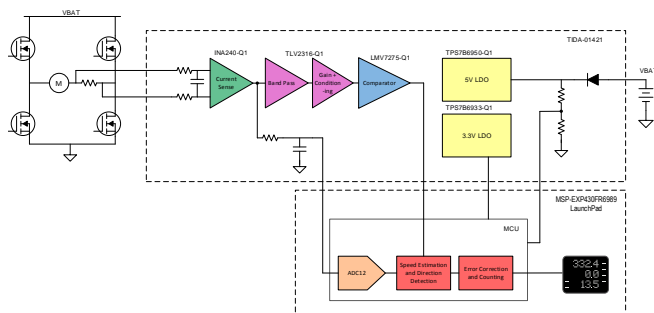 VBAT
TIDA-01421
INA240-Q1
TLV2316-Q1
LMV7275-Q1
TPS7B6950-Q1
VBAT
M
Current
Sense
Band Pass
Gain +
Condition
-ing
Comparator
5V LDO
TPS7B6933-Q1
3.3V LDO
MSP-EXP430FR6989
LaunchPad
MCU
ADC12
Speed Estimation
and Direction
Detection
Error Correction
and Counting
332.4
0.0
13.5